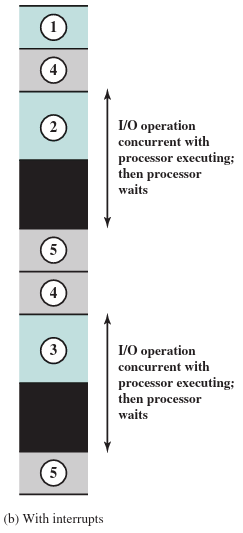 1
4
2
I/O operation
concurrent with
processor executing;
then processor
waits
5
4
3
I/O operation
concurrent with
processor executing;
then processor
waits
5
(b) With interrupts